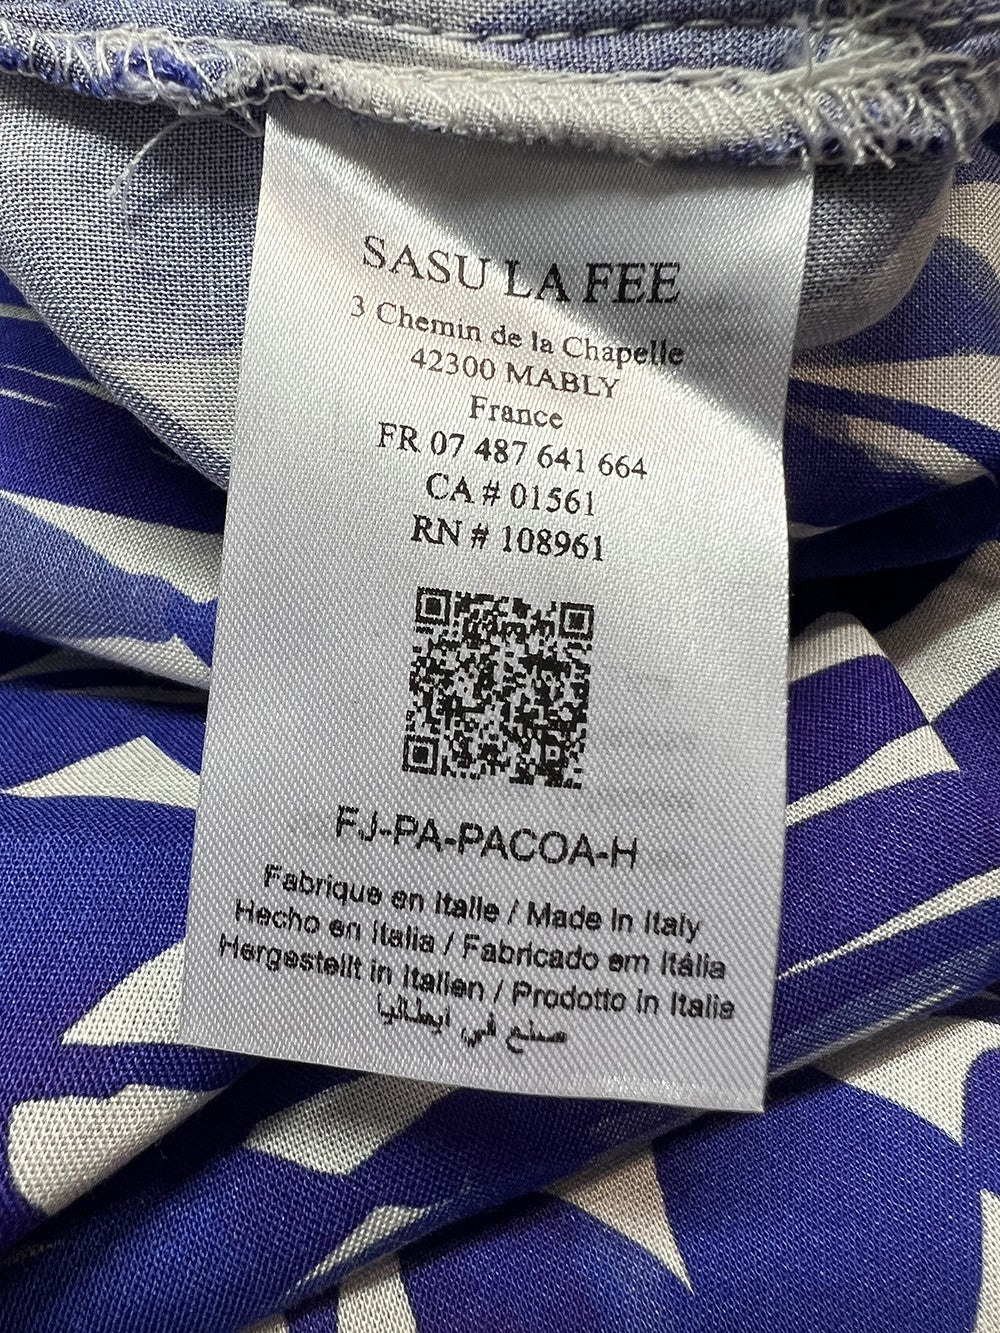 SASU LA FEE
3 Chemin de la Chapelle
42300 MABLY
France
FR 07 487 641 664
CA # 01561
RN # 108961
FJ-PA-PACOA-H
Fabrique en Italie / Made in Italy
Hecho en Italia / Fabricado em Itália
Hergestellt in Italien / Prodotto in Italia
صنع في ايطاليا